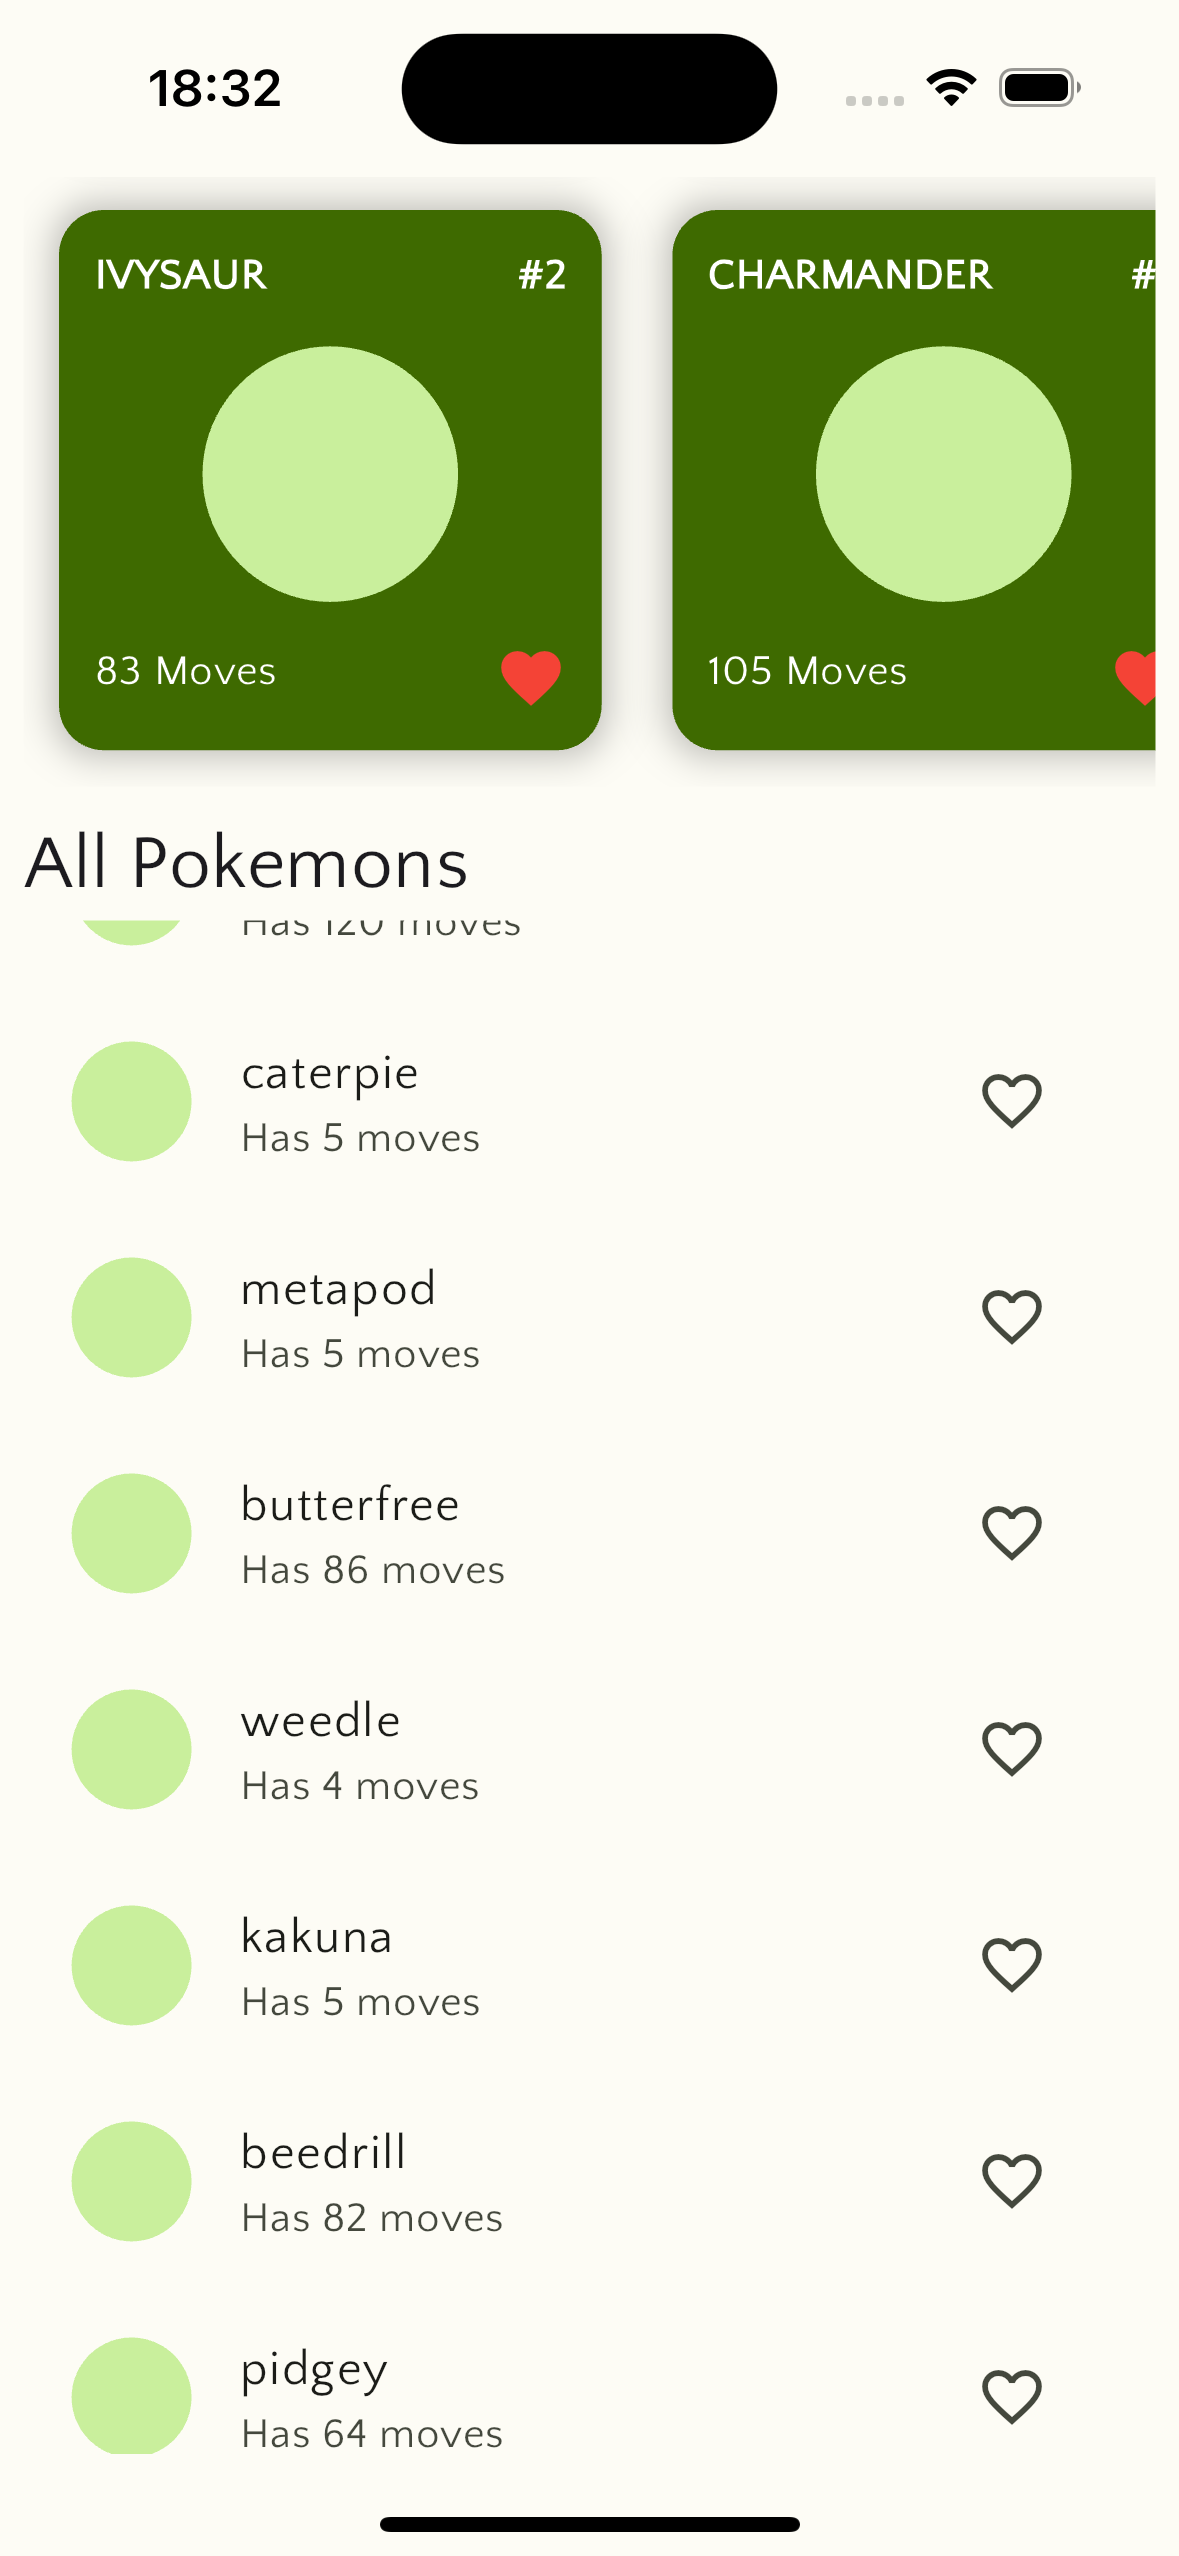 18:32
IVYSAUR #2
CHARMANDER #
83 Moves
105 Moves
All Pokemons
Has 120 moves
caterpie
Has 5 moves
metapod
Has 5 moves
butterfree
Has 86 moves
weedle
Has 4 moves
kakuna
Has 5 moves
beedrill
Has 82 moves
pidgey
Has 64 moves